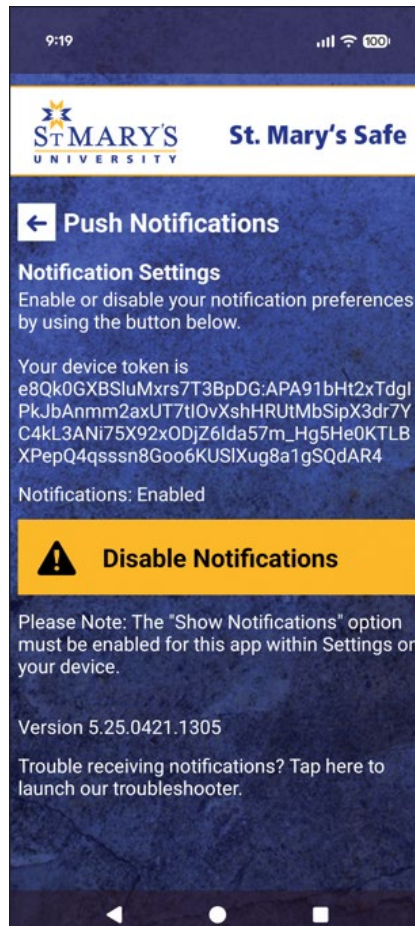 9:19
100
ST MARY'S
UNIVERSITY
St. Mary's Safe
Push Notifications
Notification Settings
Enable or disable your notification preferences
by using the button below.
Your device token is
e8Qk0GXBSluMxrs7T3BpDG:APA91bHt2xTdgl
PkJbAnmm2axUT7tIOvXshHRUtMbSipX3dr7Y
C4kL3ANi75X92xODjZ6Ida57m_Hg5He0KTLB
XPepQ4qsssn8Goo6KUSlXug8a1gSQdAR4
Notifications: Enabled
Disable Notifications
Please Note: The "Show Notifications" option
must be enabled for this app within Settings on
your device.
Version 5.25.0421.1305
Trouble receiving notifications? Tap here to
launch our troubleshooter.